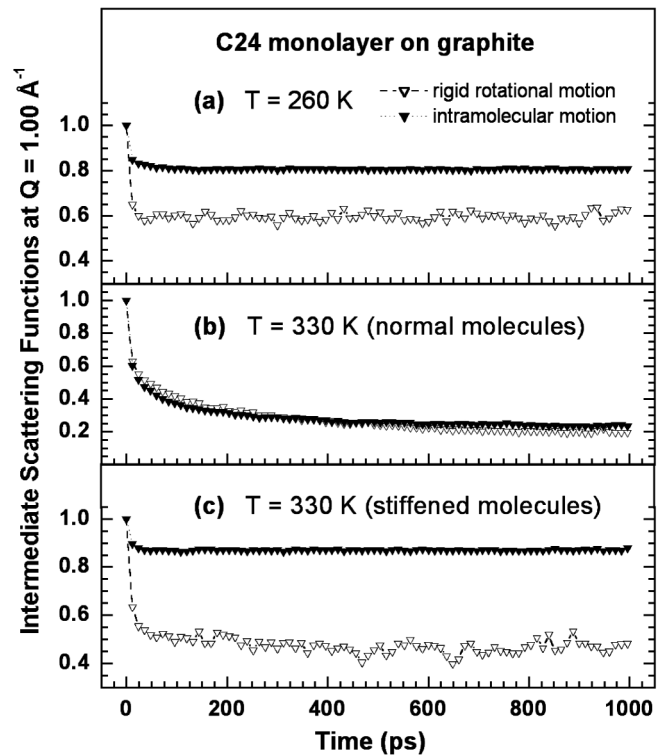 C24 monolayer on graphite
(a) T = 260 K
rigid rotational motion
intramolecular motion
1.0
0.8
0.6
0.4
(b) T = 330 K (normal molecules)
1.0
0.8
0.6
0.4
0.2
(c) T = 330 K (stiffened molecules)
1.0
0.8
0.6
0.4
0 200 400 600 800 1000
Time (ps)
Intermediate Scattering Functions at Q = 1.00 Å⁻¹